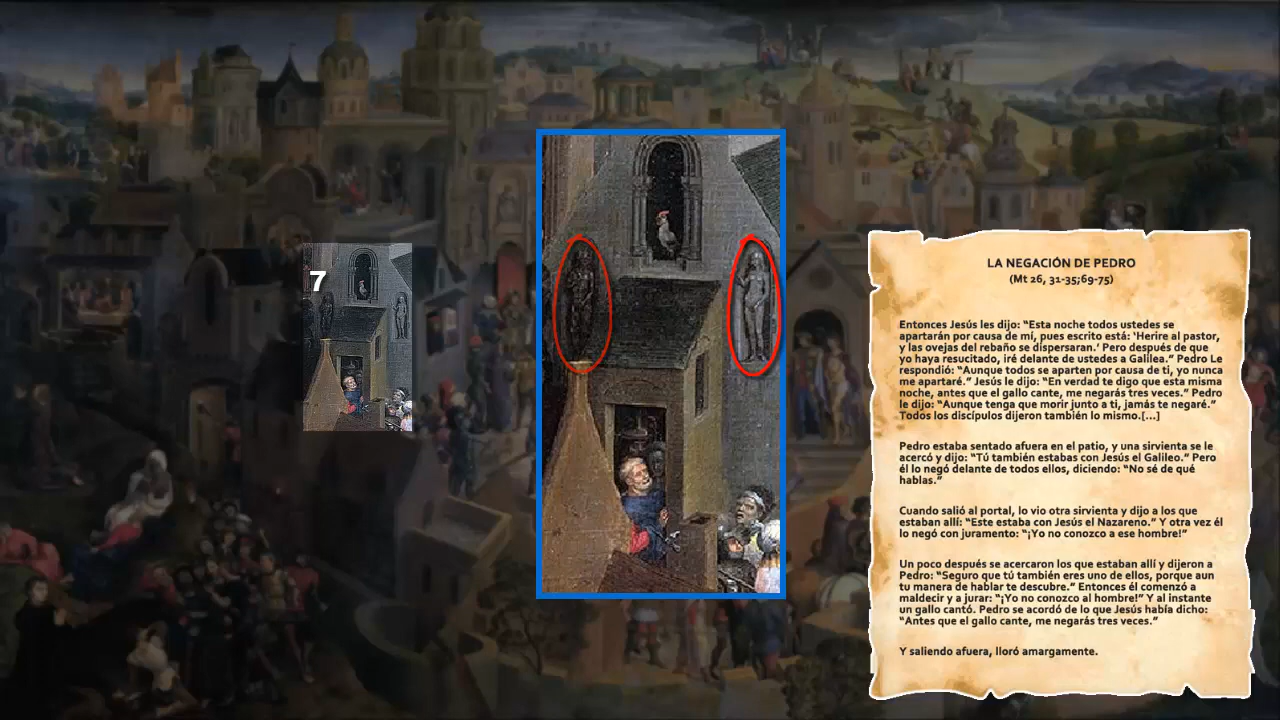 7
LA NEGACIÓN DE PEDRO
(Mt 26, 31-35;69-75)
Entonces Jesús les dijo: “Esta noche todos ustedes se
apartarán por causa de mí, pues escrito está: ‘Herire al pastor,
y las ovejas del rebaño se dispersaran.’ Pero después de que
yo haya resucitado, iré delante de ustedes a Galilea.” Pedro Le
respondió: “Aunque todos se aparten por causa de ti, yo nunca
me apartaré.” Jesús le dijo: “En verdad te digo que esta misma
noche, antes que el gallo cante, me negarás tres veces.” Pedro
le dijo: “Aunque tenga que morir junto a ti, jamás te negaré.”
Todos los discípulos dijeron también lo mismo.[...]
Pedro estaba sentado afuera en el patio, y una sirvienta se le
acercó y dijo: “Tú también estabas con Jesús el Galileo.” Pero
él lo negó delante de todos ellos, diciendo: “No sé de qué
hablas.”
Cuando salió al portal, lo vio otra sirvienta y dijo a los que
estaban allí: “Este estaba con Jesús el Nazareno.” Y otra vez él
lo negó con juramento: “¡Yo no conozco a ese hombre!”
Un poco después se acercaron los que estaban allí y dijeron a
Pedro: “Seguro que tú también eres uno de ellos, porque aun
tu manera de hablar te descubre.” Entonces él comenzó a
maldecir y a jurar: “¡Yo no conozco al hombre!” Y al instante
un gallo cantó. Pedro se acordó de lo que Jesús había dicho:
“Antes que el gallo cante, me negarás tres veces.”
Y saliendo afuera, lloró amargamente.